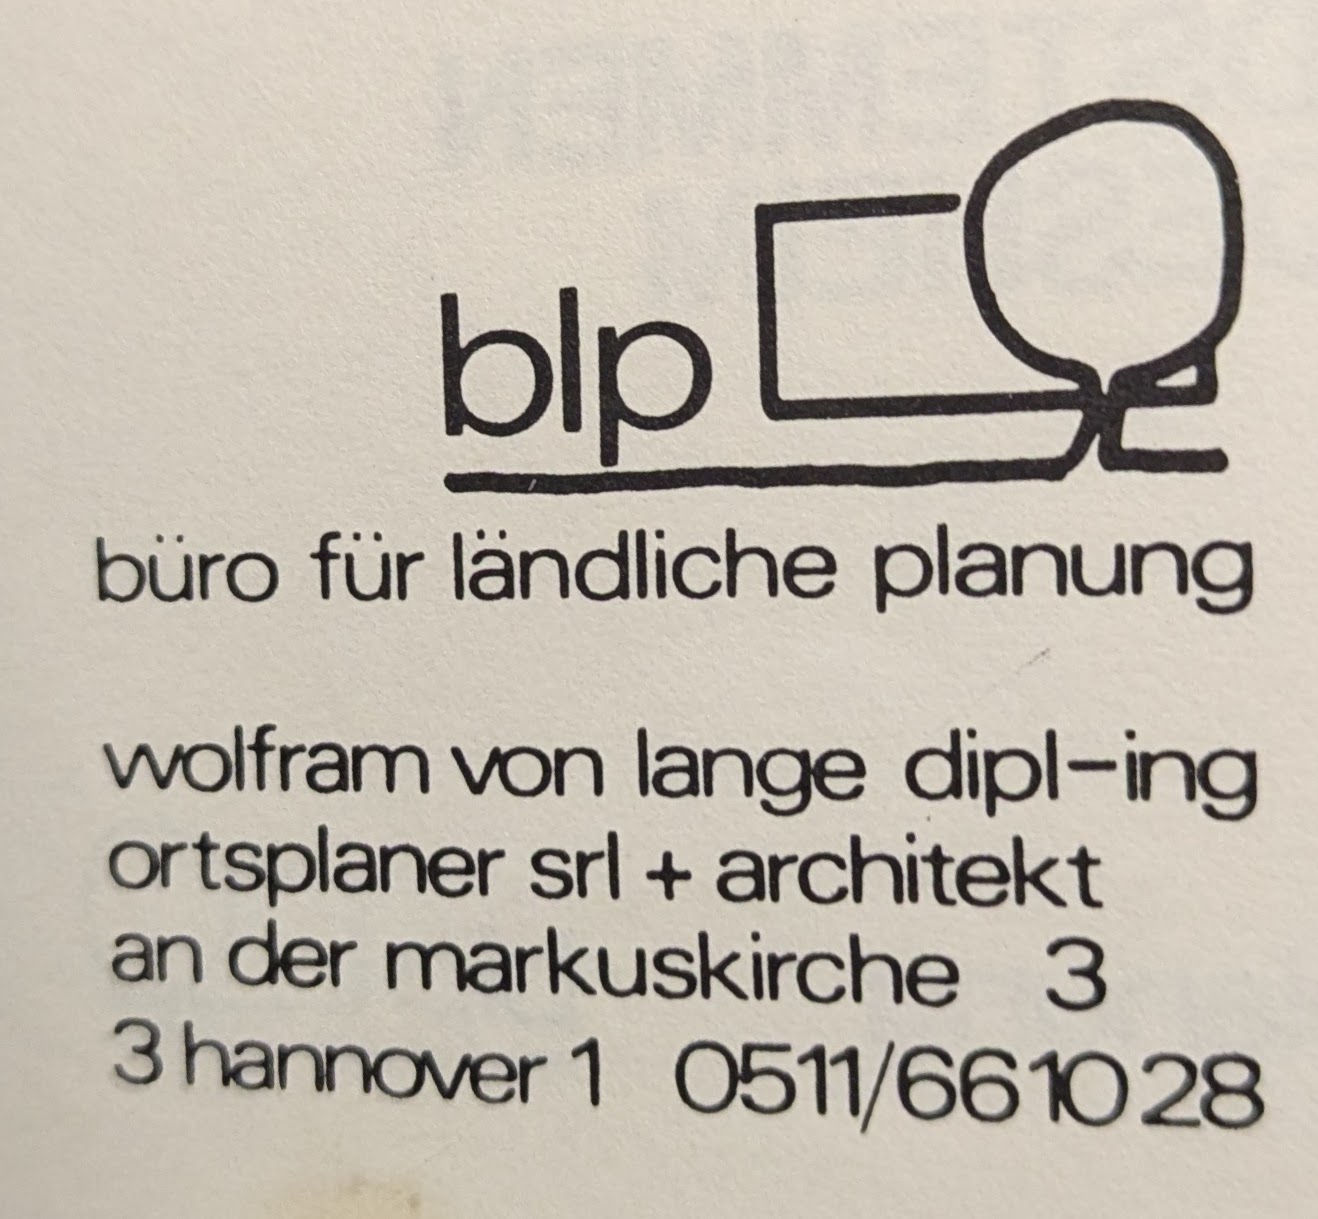 blp
büro für ländliche planung
wolfram von lange dipl-ing
ortsplaner srl + architekt
an der markuskirche 3
3 hannover 1 0511/661028